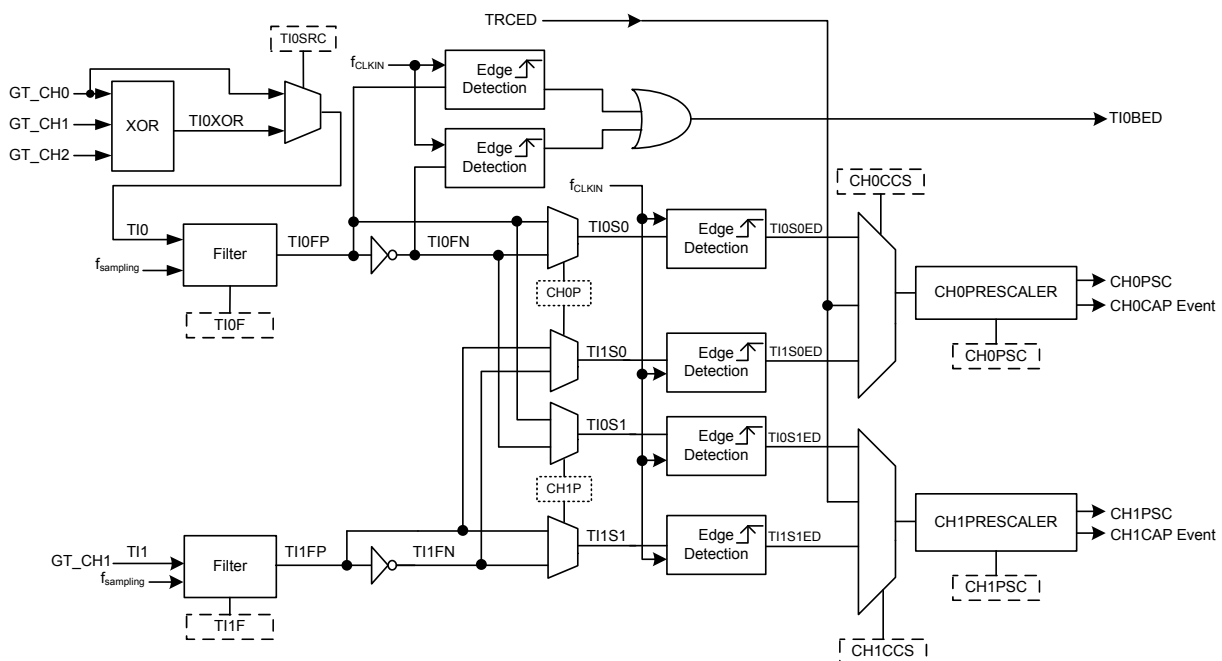 TRCED
TI0SRC
fCLKIN
Edge
Detection
GT_CH0
GT_CH1
GT_CH2
XOR
TI0XOR
TI0BED
Edge
Detection
fCLKIN
CH0CCS
TI0
fsampling
Filter
TI0FP
TI0FN
TI0S0
Edge
Detection
TI0S0ED
CH0P
TI0F
CH0PRESCALER
CH0PSC
CH0CAP Event
CH0PSC
TI1S0
Edge
Detection
TI1S0ED
TI0S1
Edge
Detection
TI0S1ED
CH1P
GT_CH1
TI1
fsampling
Filter
TI1FP
TI1FN
TI1S1
Edge
Detection
TI1S1ED
TI1F
CH1PRESCALER
CH1PSC
CH1CAP Event
CH1PSC
CH1CCS